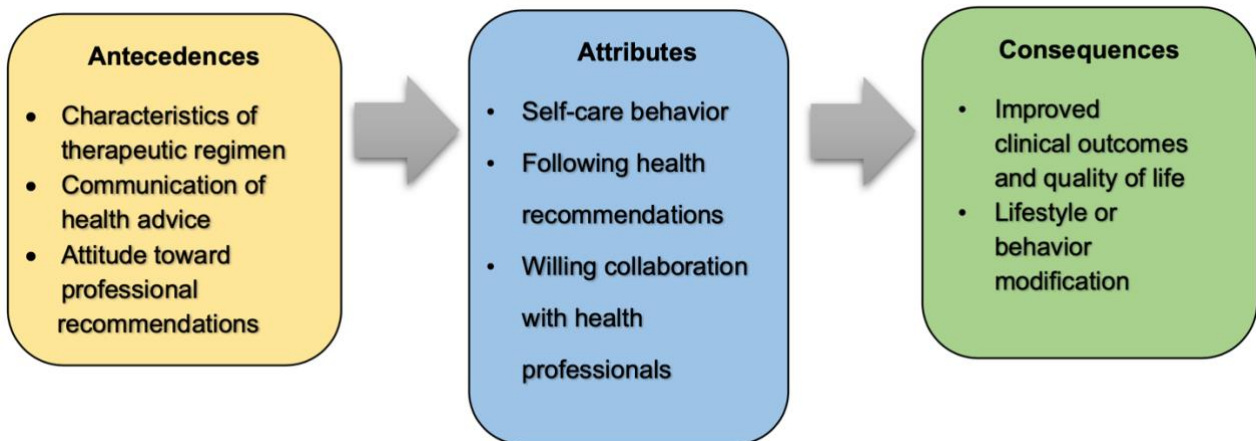 Antecedences
• Characteristics of
therapeutic regimen
• Communication of
health advice
• Attitude toward
professional
recommendations
Attributes
• Self-care behavior
• Following health
recommendations
• Willing collaboration
with health
professionals
Consequences
• Improved
clinical outcomes
and quality of life
• Lifestyle or
behavior
modification